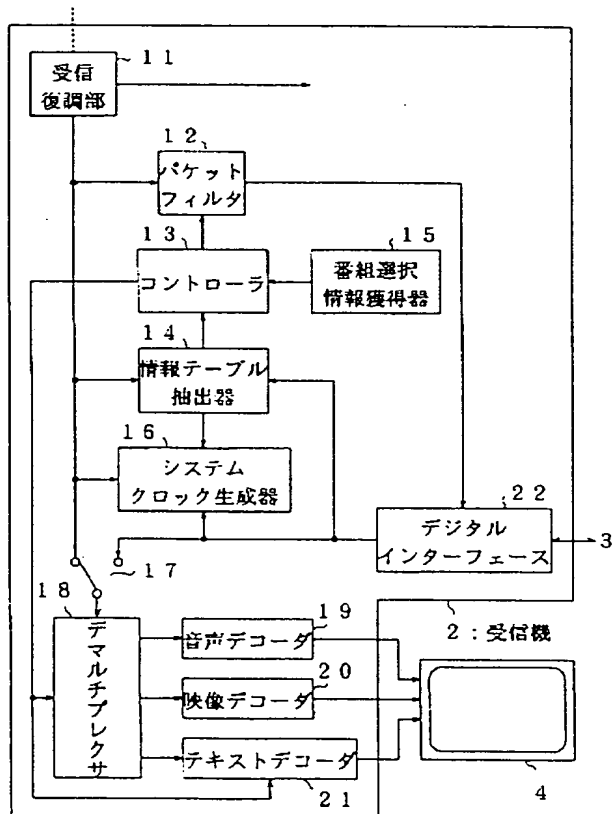 11
受信
復調部
12
パケット
フィルタ
13
コントローラ
15
番組選択
情報獲得器
14
情報テーブル
抽出器
16
システム
クロック生成器
22
デジタル
インターフェース
3
17
18
デマルチプレクサ
19
音声デコーダ
2：受信機
20
映像デコーダ
テキストデコーダ
21
4